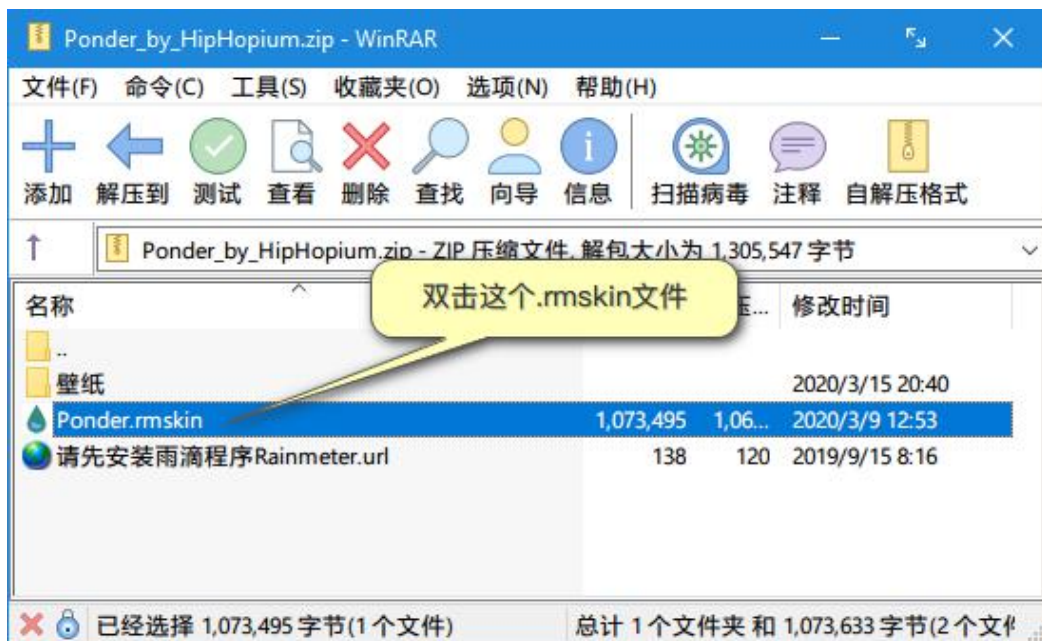 Ponder_by_HipHopium.zip - WinRAR
文件(F) 命令(C) 工具(S) 收藏夹(O) 选项(N) 帮助(H)
添加 解压到 测试 查看 删除 查找 向导 信息 扫描病毒 注释 自解压格式
Ponder_by_HipHopium.zip - ZIP 压缩文件, 解包大小为 1,305,547 字节
双击这个.rmskin文件
名称 压... 修改时间
..
壁纸 2020/3/15 20:40
Ponder.rmskin 1,073,495 1,06... 2020/3/9 12:53
请先安装雨滴程序Rainmeter.url 138 120 2019/9/15 8:16
已经选择 1,073,495 字节(1 个文件) 总计 1 个文件夹 和 1,073,633 字节(2 个文件